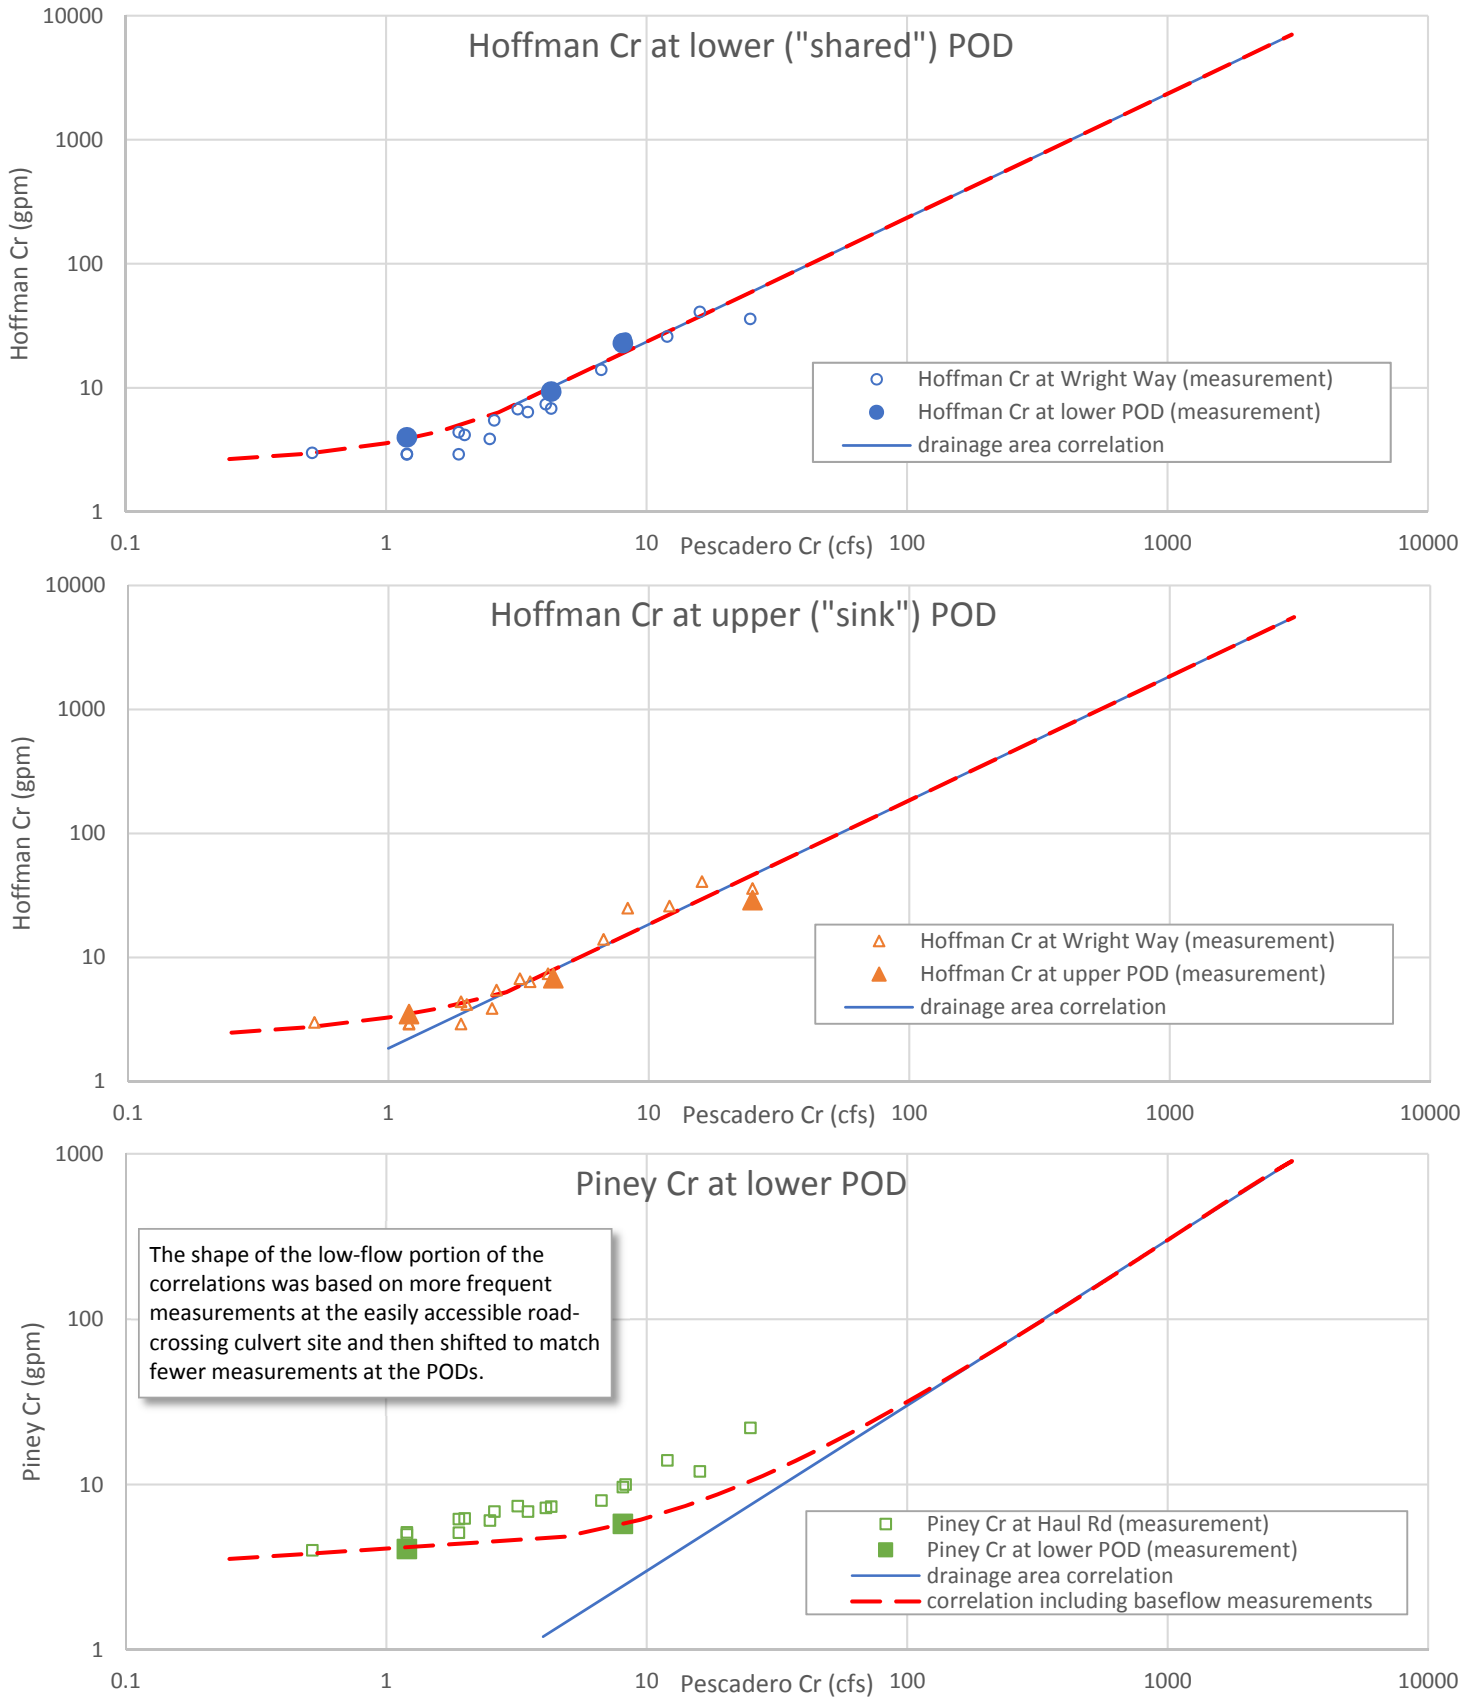 Hoffman Cr at lower ("shared") POD
10000
1000
100
10
1
Hoffman Cr (gpm)
Hoffman Cr at Wright Way (measurement)
Hoffman Cr at lower POD (measurement)
drainage area correlation
0.1
1
10
100
1000
10000
Pescadero Cr (cfs)
Hoffman Cr at upper ("sink") POD
10000
1000
100
10
1
Hoffman Cr (gpm)
Hoffman Cr at Wright Way (measurement)
Hoffman Cr at upper POD (measurement)
drainage area correlation
0.1
1
10
100
1000
10000
Pescadero Cr (cfs)
Piney Cr at lower POD
1000
100
10
1
Piney Cr (gpm)
The shape of the low-flow portion of the
correlations was based on more frequent
measurements at the easily accessible road-
crossing culvert site and then shifted to match
fewer measurements at the PODs.
Piney Cr at Haul Rd (measurement)
Piney Cr at lower POD (measurement)
drainage area correlation
correlation including baseflow measurements
0.1
1
10
100
1000
10000
Pescadero Cr (cfs)